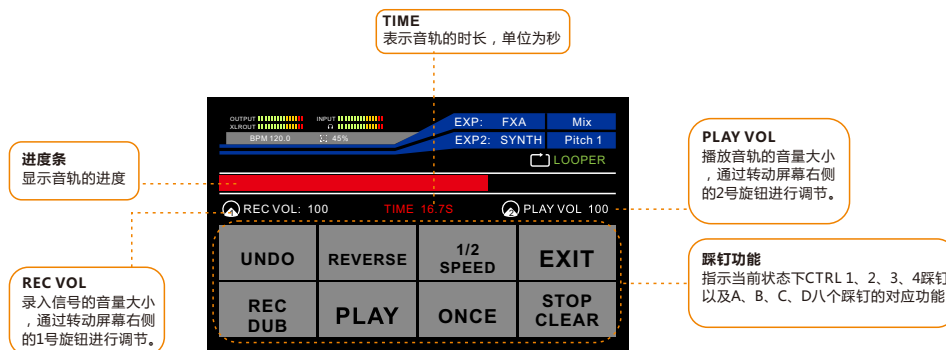 TIME
表示音轨的时长，单位为秒
OUTPUT
INPUT
XLROUT
BPM 120.0
45%
EXP: FXA Mix
EXP2: SYNTH Pitch 1
LOOPER
进度条
显示音轨的进度
PLAY VOL
播放音轨的音量大小
，通过转动屏幕右侧
的2号旋钮进行调节。
1 REC VOL: 100
TIME 16.7S
2 PLAY VOL 100
UNDO
REVERSE
1/2
SPEED
EXIT
REC
DUB
PLAY
ONCE
STOP
CLEAR
REC VOL
录入信号的音量大小
，通过转动屏幕右侧
的1号旋钮进行调节。
踩钉功能
指示当前状态下CTRL 1、2、3、4踩钉
以及A、B、C、D八个踩钉的对应功能